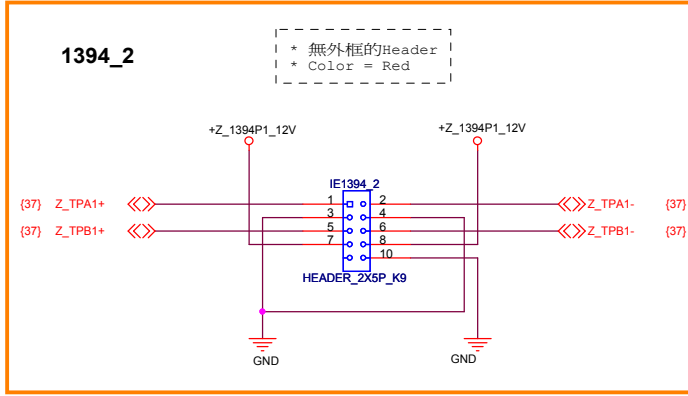 1394_2
* 無外框的Header
* Color = Red
+Z_1394P1_12V
+Z_1394P1_12V
IE1394_2
{37} Z_TPA1+
1
2
Z_TPA1- {37}
3
4
{37} Z_TPB1+
5
6
Z_TPB1- {37}
7
8
10
HEADER_2X5P_K9
GND
GND